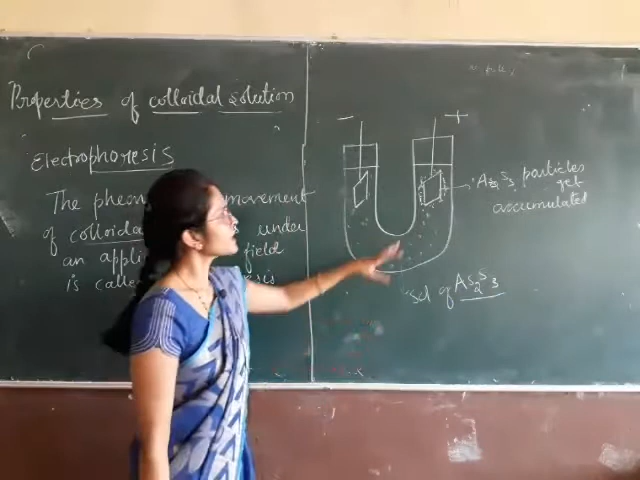 Properties of colloidal solution
Electrophoresis
The pheno movement
of colloida under
an appli field
is calle esis
− +
As2S3 particles
get
accumulated
Sol of As2S3